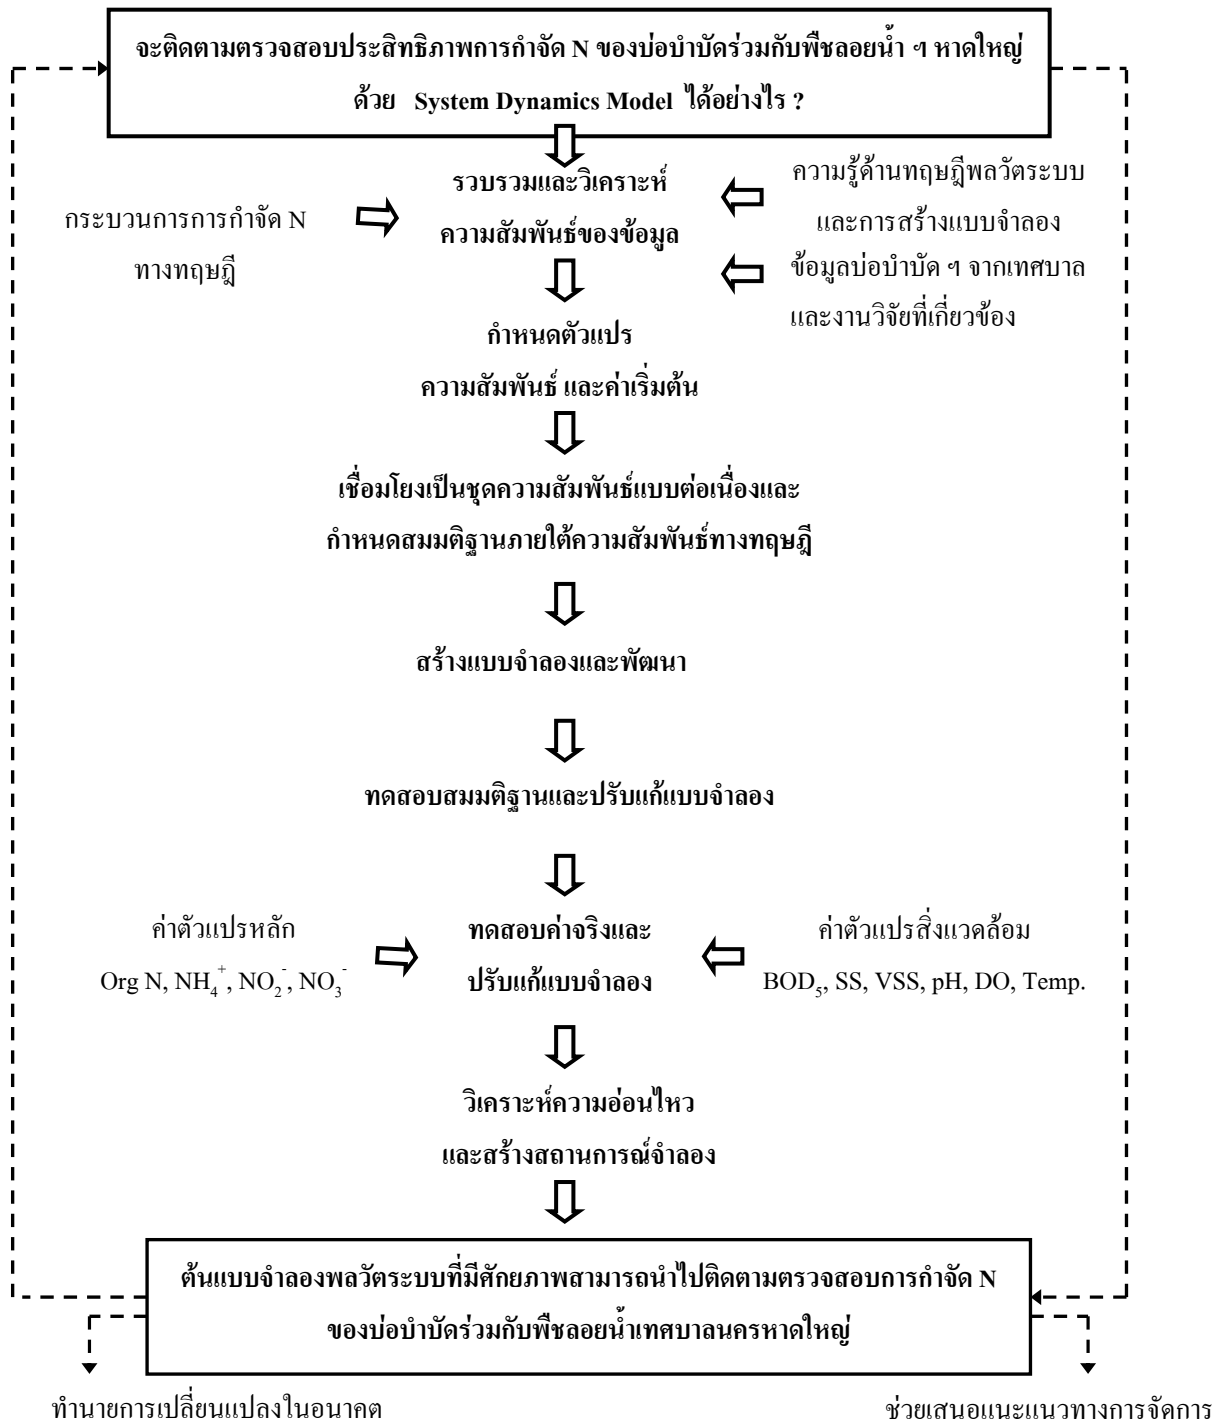 จะติดตามตรวจสอบประสิทธิภาพการกำจัด N ของบ่อบำบัดร่วมกับพืชลอยน้ำ ฯ หาดใหญ่
ด้วย System Dynamics Model ได้อย่างไร ?
รวบรวมและวิเคราะห์
ความสัมพันธ์ของข้อมูล
กระบวนการการกำจัด N
ทางทฤษฎี
ความรู้ด้านทฤษฎีพลวัตระบบ
และการสร้างแบบจำลอง
ข้อมูลบ่อบำบัด ฯ จากเทศบาล
และงานวิจัยที่เกี่ยวข้อง
กำหนดตัวแปร
ความสัมพันธ์ และค่าเริ่มต้น
เชื่อมโยงเป็นชุดความสัมพันธ์แบบต่อเนื่องและ
กำหนดสมมติฐานภายใต้ความสัมพันธ์ทางทฤษฎี
สร้างแบบจำลองและพัฒนา
ทดสอบสมมติฐานและปรับแก้แบบจำลอง
ค่าตัวแปรหลัก
Org N, NH₄⁺, NO₂⁻, NO₃⁻
ทดสอบค่าจริงและ
ปรับแก้แบบจำลอง
ค่าตัวแปรสิ่งแวดล้อม
BOD₅, SS, VSS, pH, DO, Temp.
วิเคราะห์ความอ่อนไหว
และสร้างสถานการณ์จำลอง
ต้นแบบจำลองพลวัตระบบที่มีศักยภาพสามารถนำไปติดตามตรวจสอบการกำจัด N
ของบ่อบำบัดร่วมกับพืชลอยน้ำเทศบาลนครหาดใหญ่
ทำนายการเปลี่ยนแปลงในอนาคต
ช่วยเสนอแนะแนวทางการจัดการ